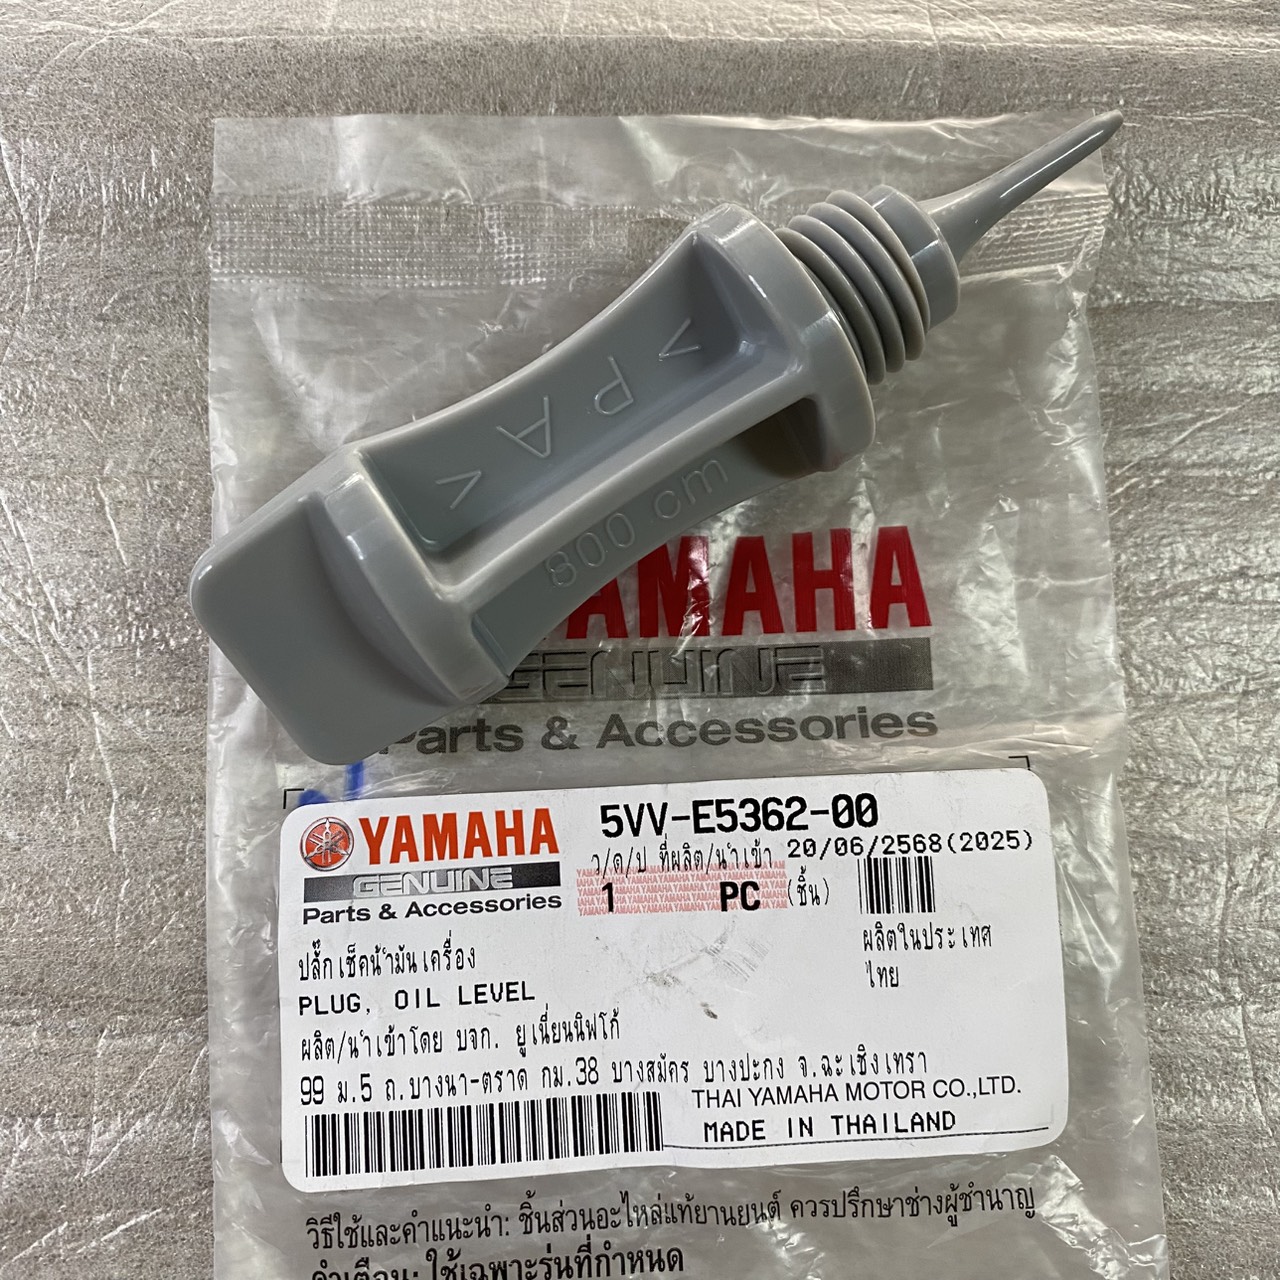 > PA <
800 cm
YAMAHA
GENUINE
Parts & Accessories
YAMAHA
GENUINE
Parts & Accessories
5VV-E5362-00
ว/ด/ป ที่ผลิต/นำเข้า 20/06/2568(2025)
1 PC (ชิ้น)
ปลั๊กเช็คน้ำมันเครื่อง
PLUG, OIL LEVEL
ผลิตในประเทศ
ไทย
ผลิต/นำเข้าโดย บจก. ยูเนี่ยนนิฟโก้
99 ม.5 ถ.บางนา-ตราด กม.38 บางสมัคร บางปะกง จ.ฉะเชิงเทรา
THAI YAMAHA MOTOR CO.,LTD.
MADE IN THAILAND
วิธีใช้และคำแนะนำ: ชิ้นส่วนอะไหล่แท้ยานยนต์ ควรปรึกษาช่างผู้ชำนาญ
คำเตือน: ใช้เฉพาะรุ่นที่กำหนด